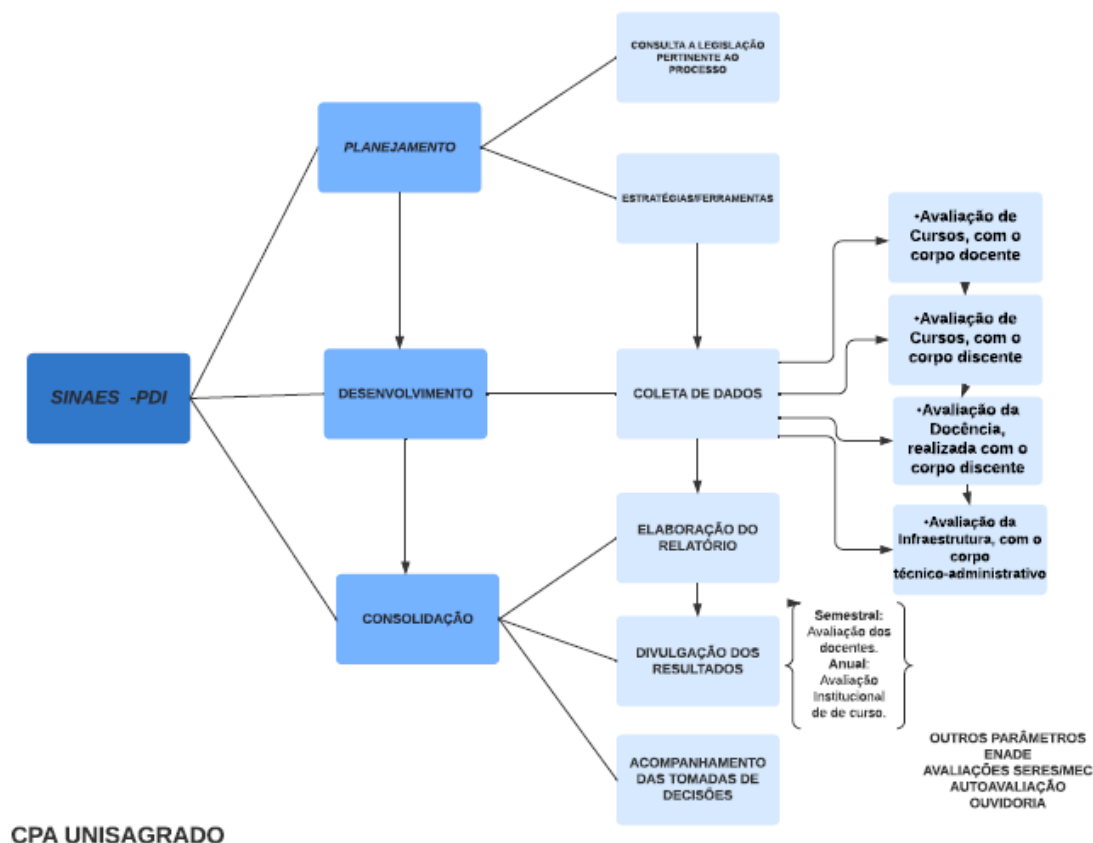 CONSULTA A LEGISLAÇÃO
PERTINENTE AO
PROCESSO
PLANEJAMENTO
ESTRATÉGIAS/FERRAMENTAS
•Avaliação de
Cursos, com o
corpo docente
•Avaliação de
Cursos, com o
corpo discente
SINAES -PDI
DESENVOLVIMENTO
COLETA DE DADOS
•Avaliação da
Docência,
realizada com o
corpo discente
ELABORAÇÃO DO
RELATÓRIO
•Avaliação da
Infraestrutura, com o
corpo
técnico-administrativo
CONSOLIDAÇÃO
DIVULGAÇÃO DOS
RESULTADOS
Semestral:
Avaliação dos
docentes.
Anual:
Avaliação
Institucional
de de curso.
ACOMPANHAMENTO
DAS TOMADAS DE
DECISÕES
OUTROS PARÂMETROS
ENADE
AVALIAÇÕES SERES/MEC
AUTOAVALIAÇÃO
OUVIDORIA
CPA UNISAGRADO